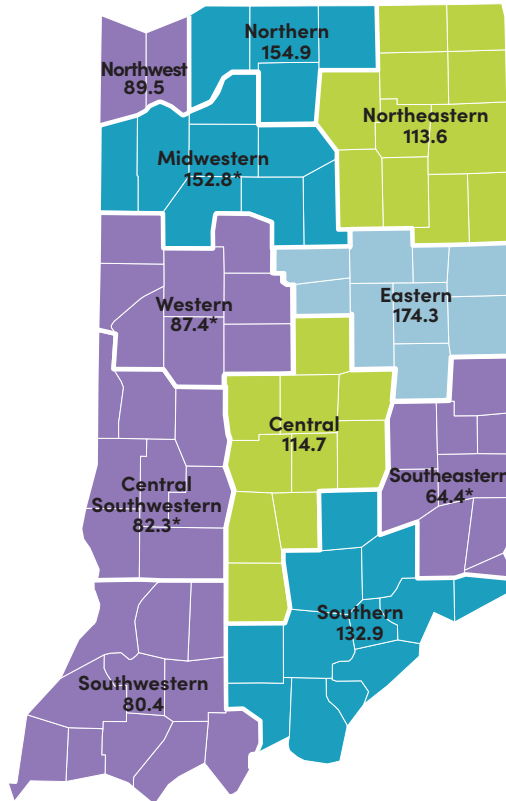 Northern
154.9
Northwest
89.5
Northeastern
113.6
Midwestern
152.8*
Eastern
174.3
Western
87.4*
Central
114.7
Southeastern
64.4*
Central
Southwestern
82.3*
Southern
132.9
Southwestern
80.4